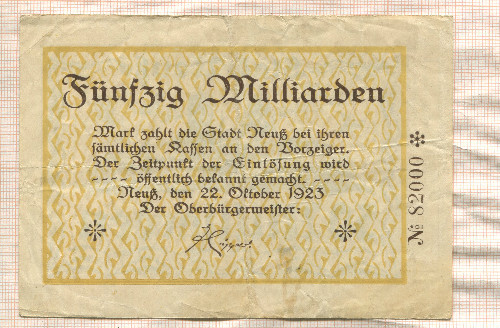 Fünfzig Milliarden
Mark zahlt die Stadt Neuß bei ihren
sämtlichen Kassen an den Vorzeiger.
Der Zeitpunkt der Einlösung wird
---- öffentlich bekannt gemacht. ----
Neuß, den 22. Oktober 1923
Der Oberbürgermeister:
№ 82000 *